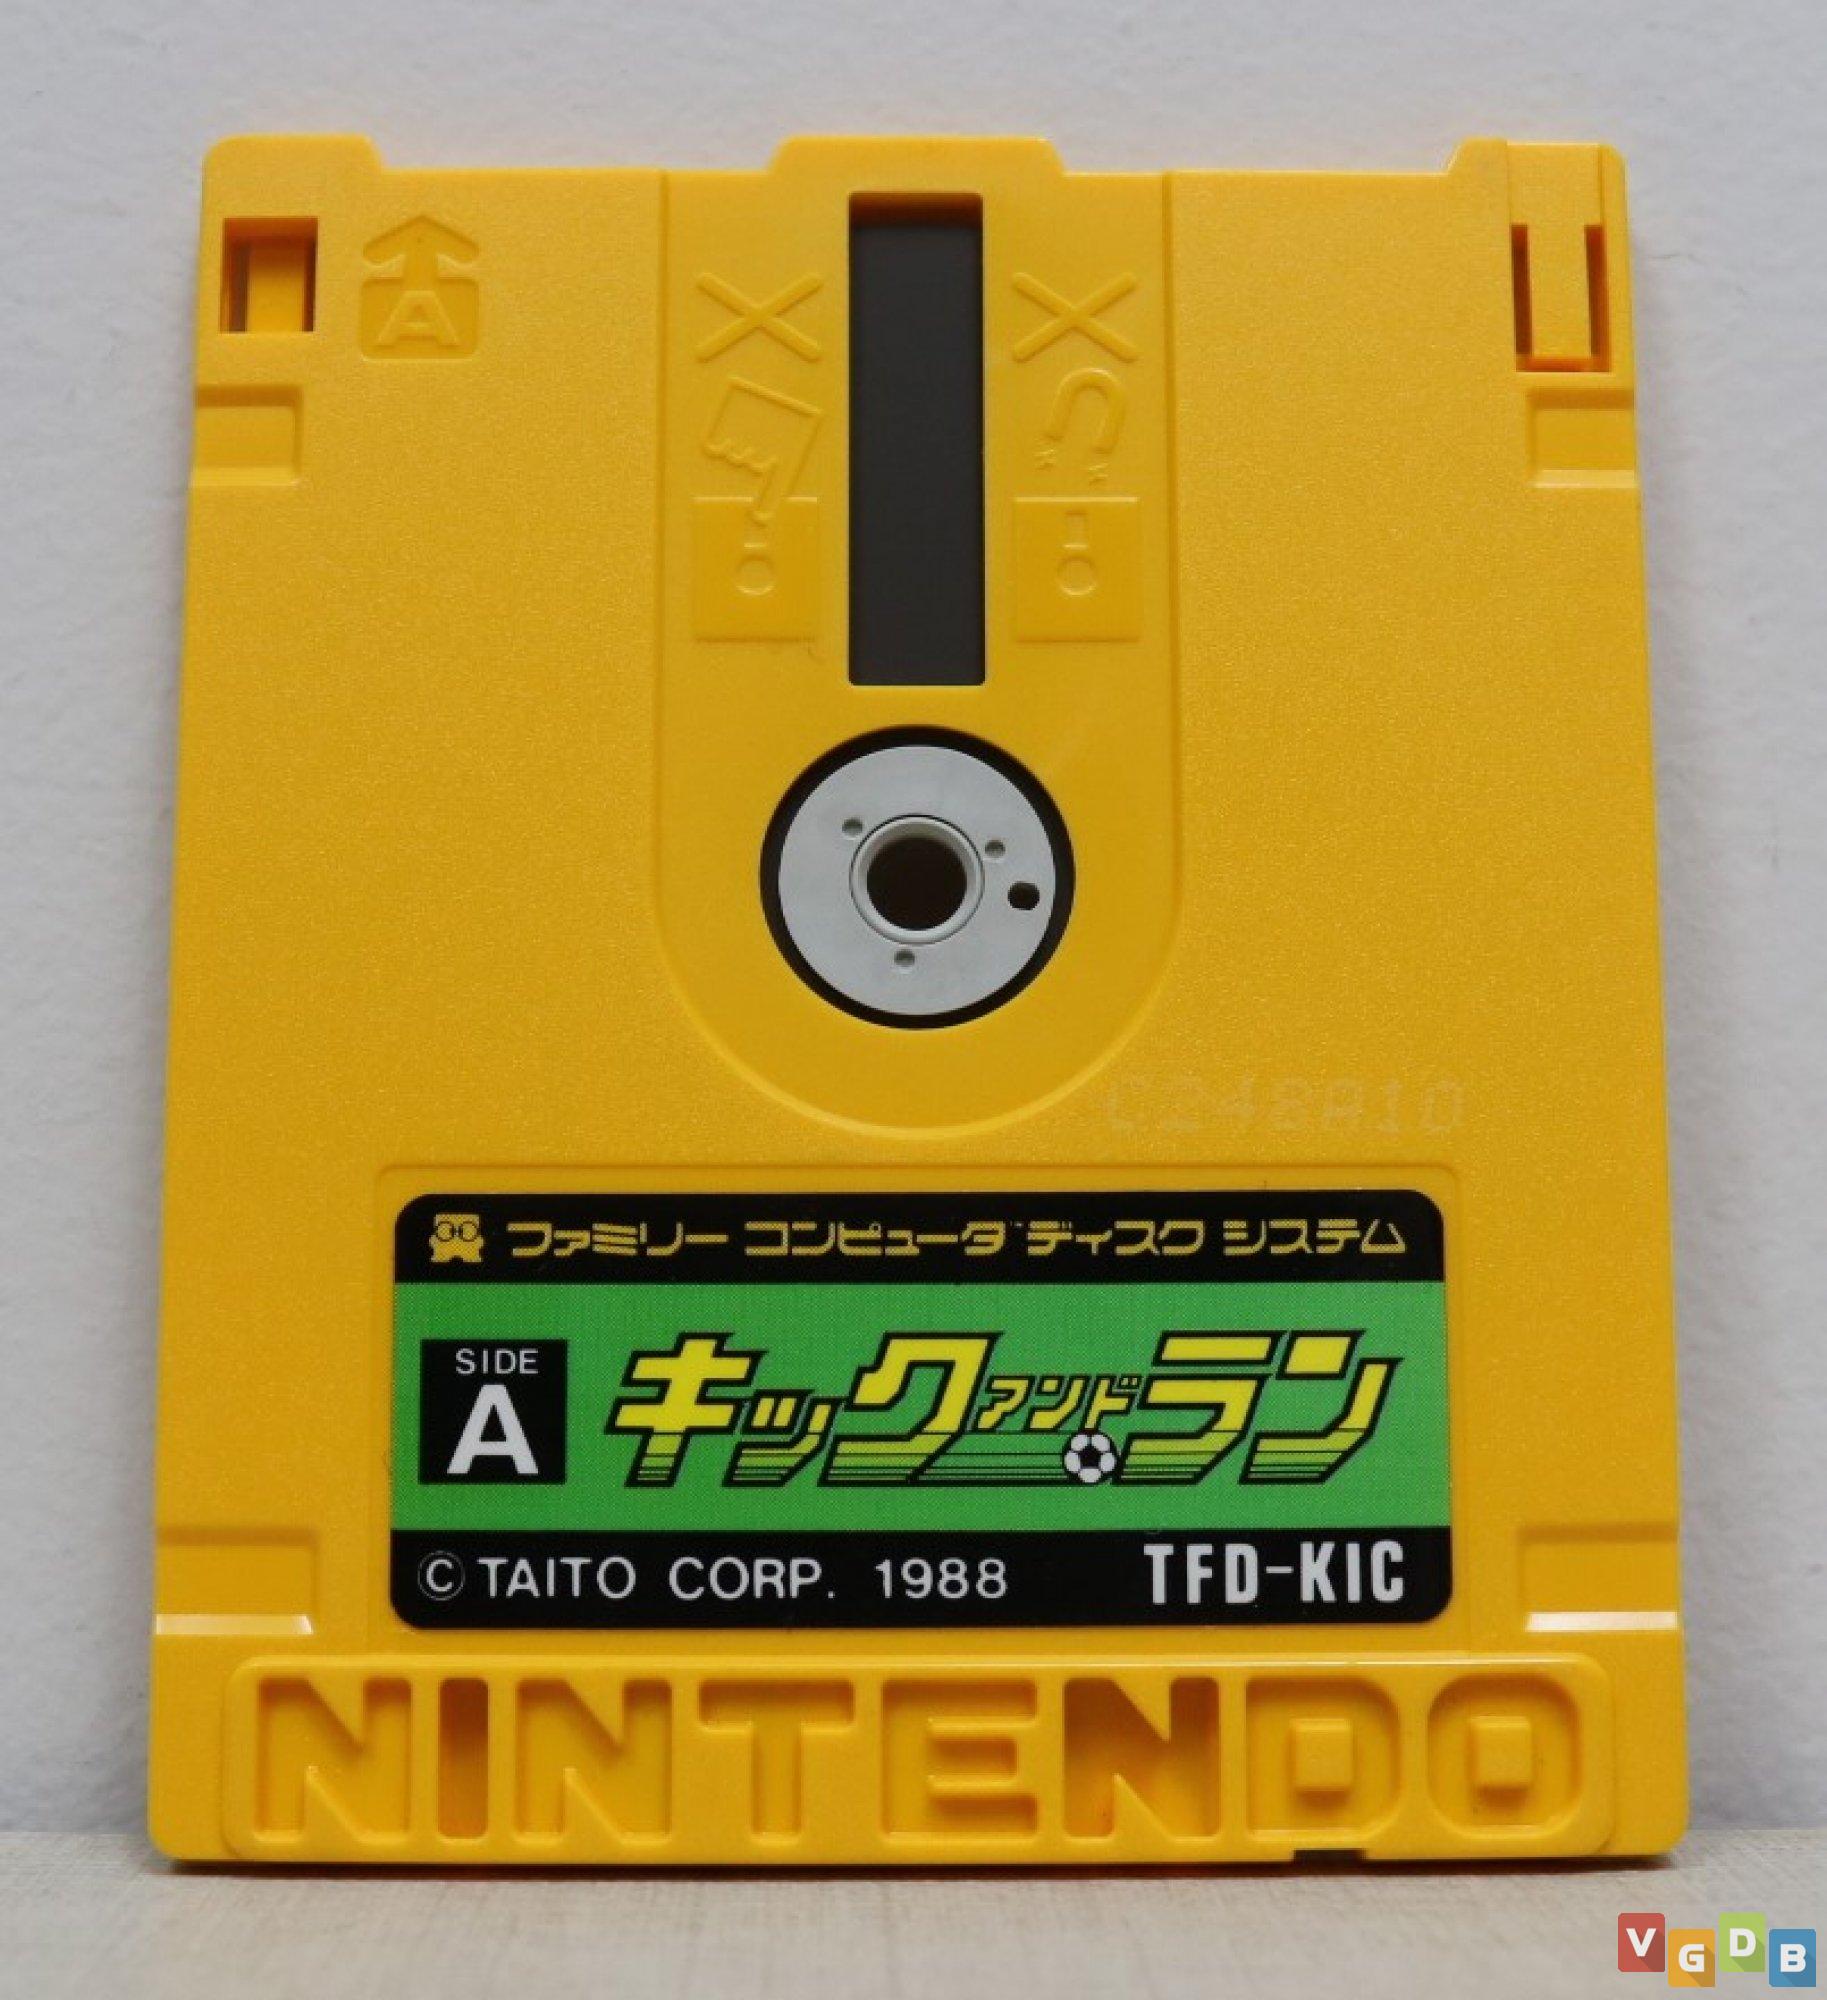 A
C248A10
ファミリー コンピュータ ディスク システム
SIDE
A
キックアンドラン
© TAITO CORP. 1988 TFD-KIC
NINTENDO
VGDB